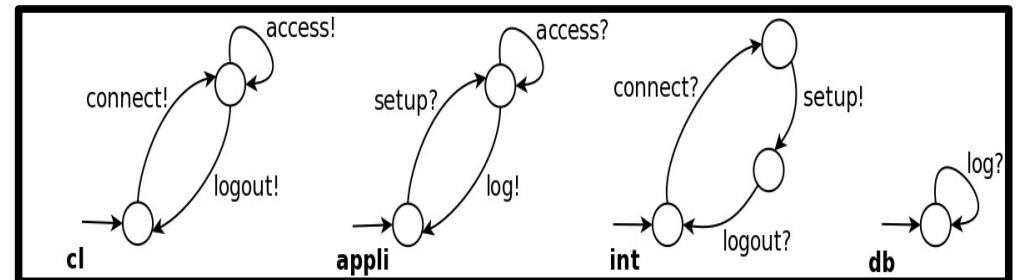 access!
connect!
logout!
cl
access?
setup?
log!
appli
connect?
setup!
logout?
int
log?
db